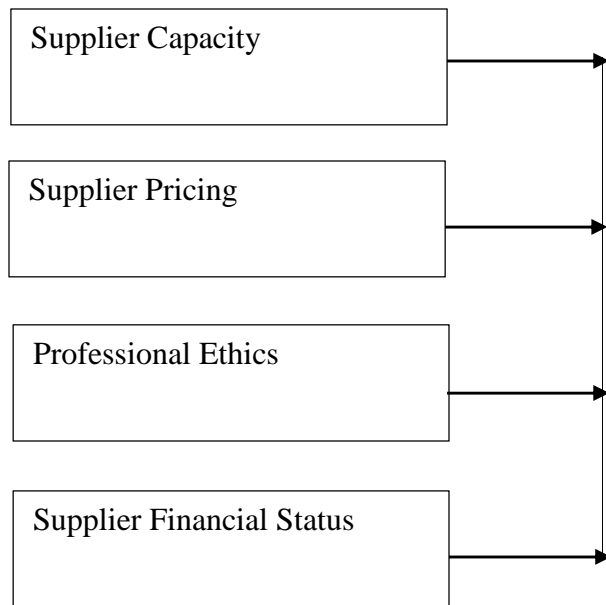 Supplier Capacity
Supplier Pricing
Professional Ethics
Supplier Financial Status